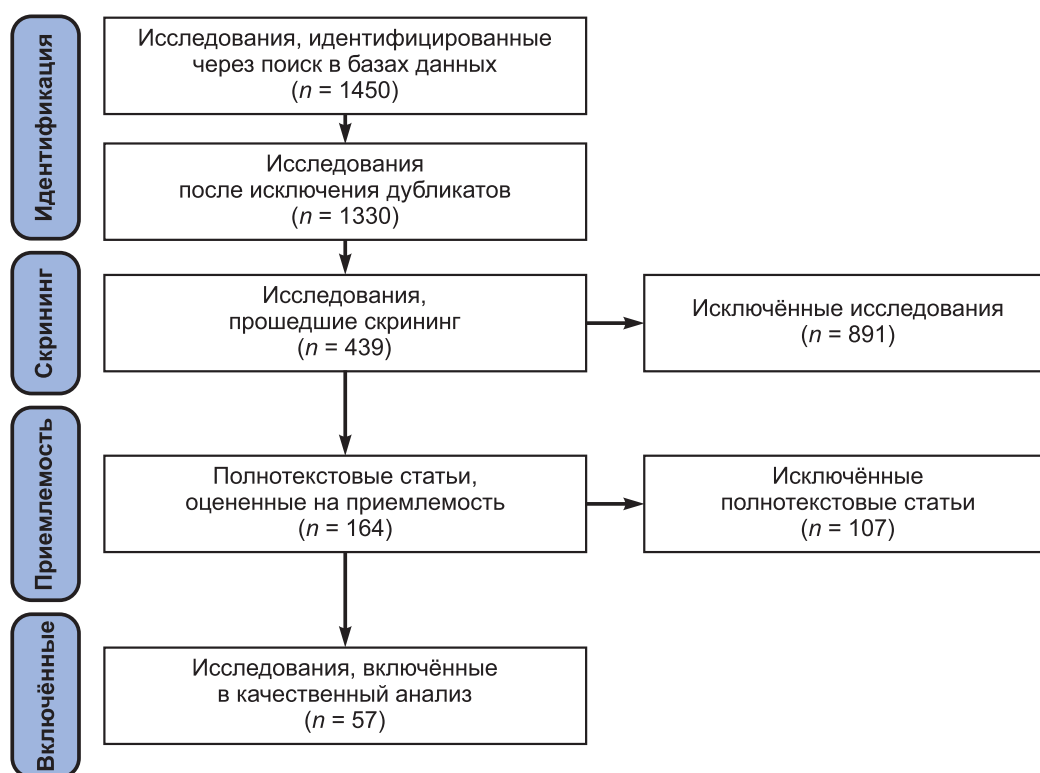 Идентификация
Исследования, идентифицированные
через поиск в базах данных
(n = 1450)
Исследования
после исключения дубликатов
(n = 1330)
Скрининг
Исследования,
прошедшие скрининг
(n = 439)
Исключённые исследования
(n = 891)
Приемлемость
Полнотекстовые статьи,
оцененные на приемлемость
(n = 164)
Исключённые
полнотекстовые статьи
(n = 107)
Включённые
Исследования, включённые
в качественный анализ
(n = 57)